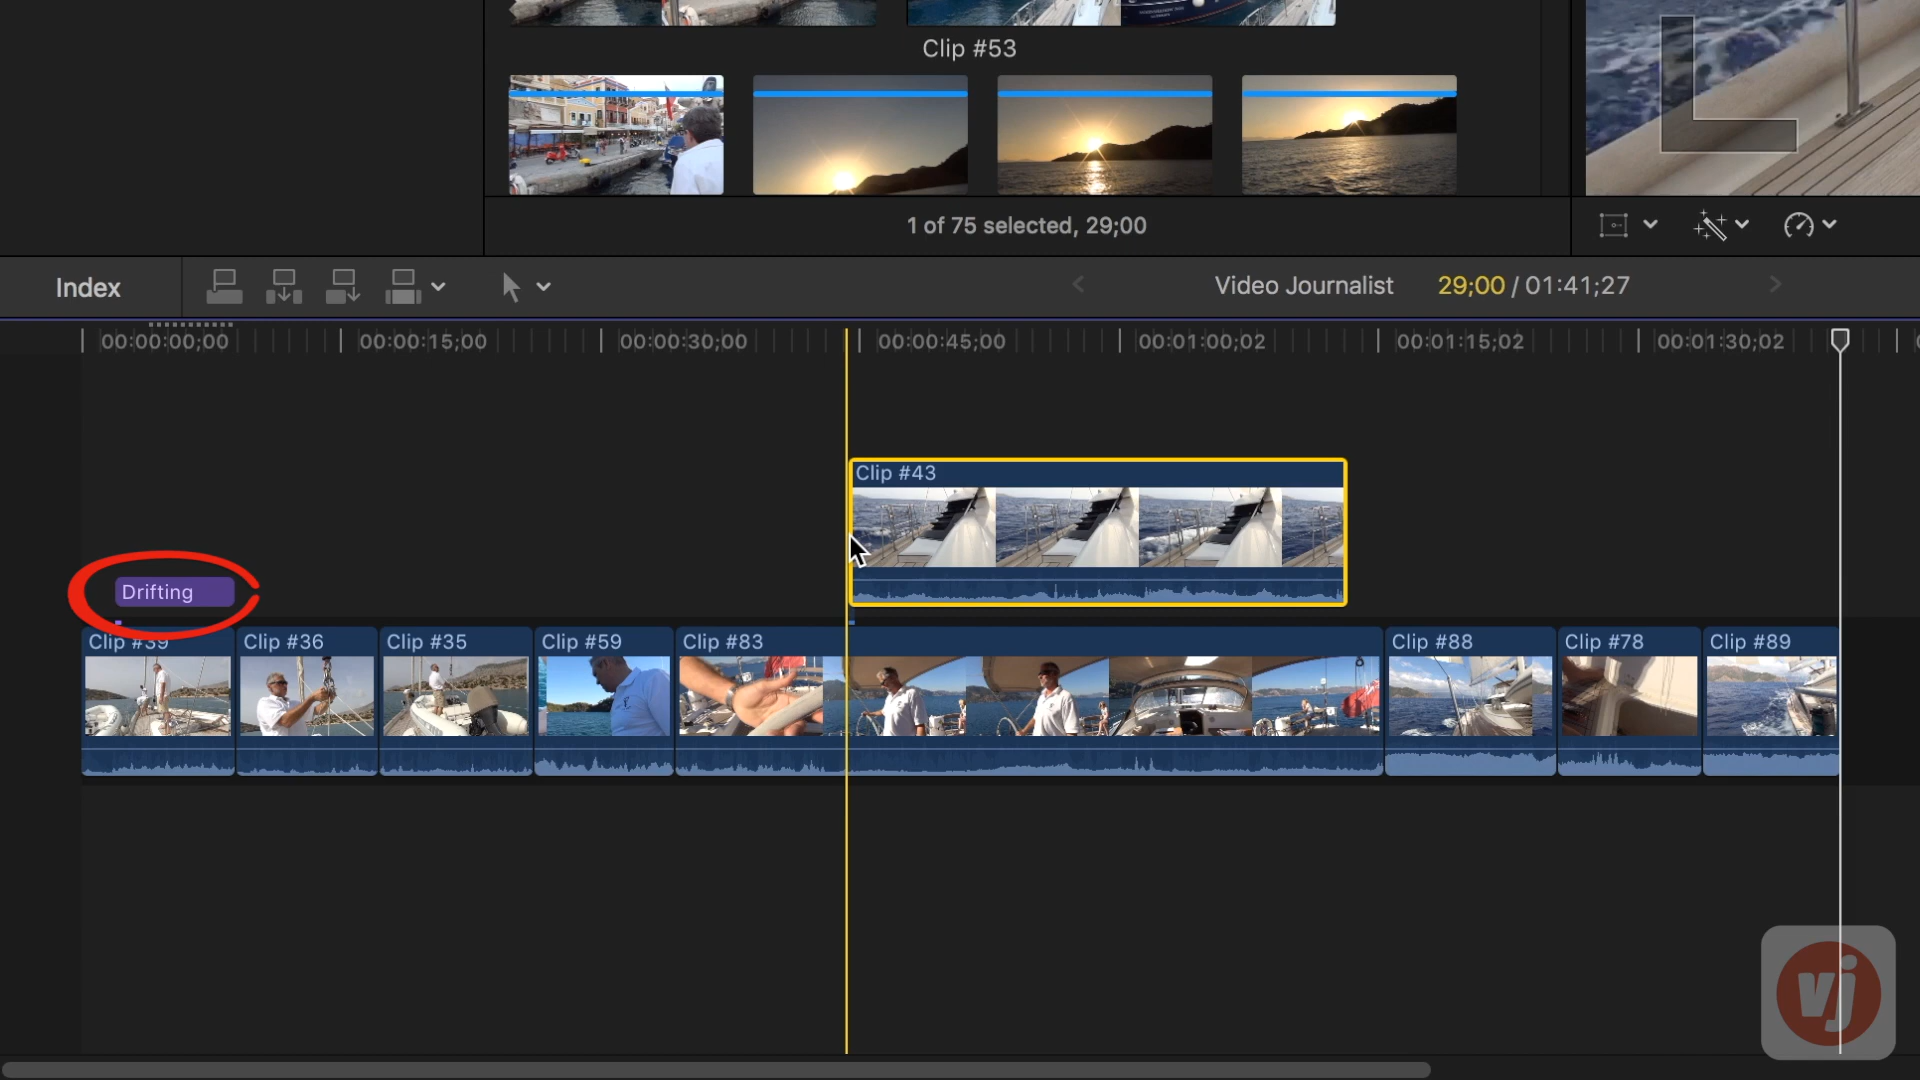 Clip #53
1 of 75 selected, 29;00
Index
Video Journalist 29;00 / 01:41;27
00:00:00;00 00:00:15;00 00:00:30;00 00:00:45;00 00:01:00;02 00:01:15;02 00:01:30;02
Clip #43
Drifting
Clip #39 Clip #36 Clip #35 Clip #59 Clip #83 Clip #88 Clip #78 Clip #89
vj